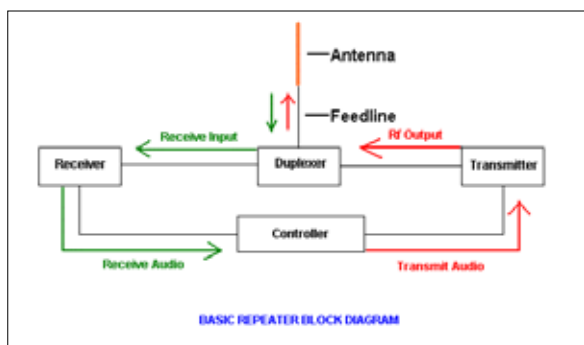 Antenna
Feedline
Receive Input
Rf Output
Receiver
Duplexer
Transmitter
Controller
Receive Audio
Transmit Audio
BASIC REPEATER BLOCK DIAGRAM